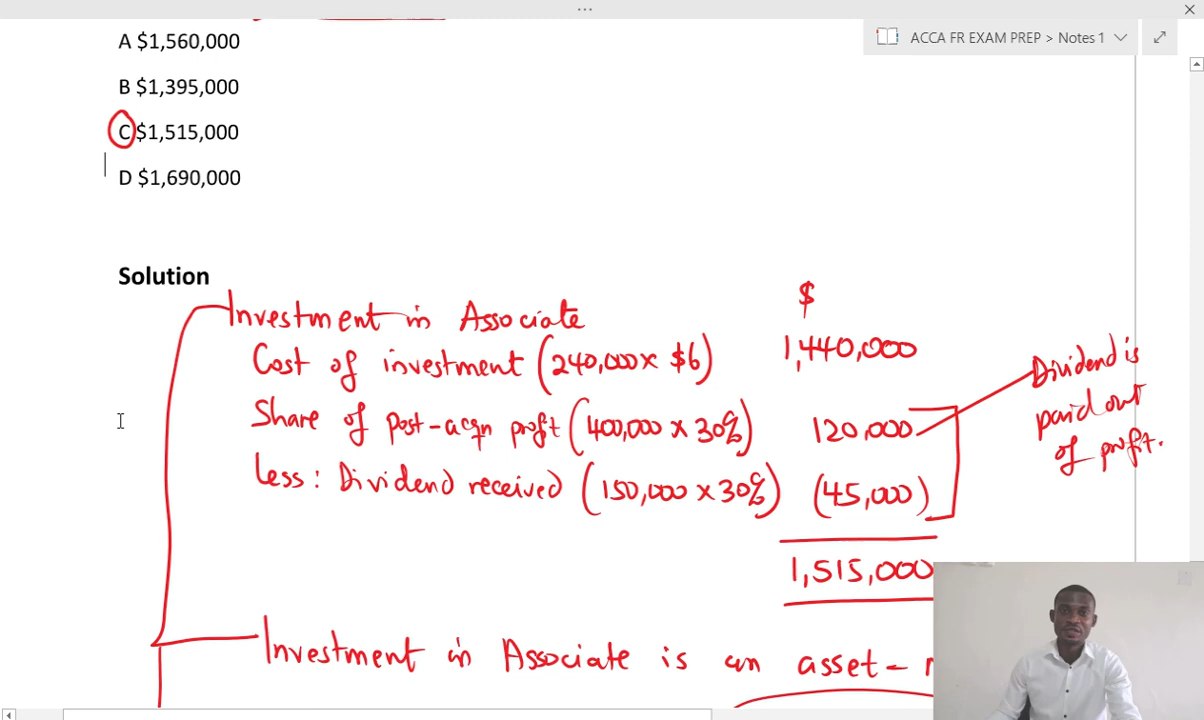 ACCA FR EXAM PREP > Notes 1
A $1,560,000
B $1,395,000
C $1,515,000
D $1,690,000
Solution
$
Investment in Associate
Cost of investment (240,000 x $6) 1,440,000
Share of post-acqn profit (400,000 x 30%) 120,000
Less: Dividend received (150,000 x 30%) (45,000)
1,515,000
Dividend is
paid out
of profit.
Investment in Associate is an asset -